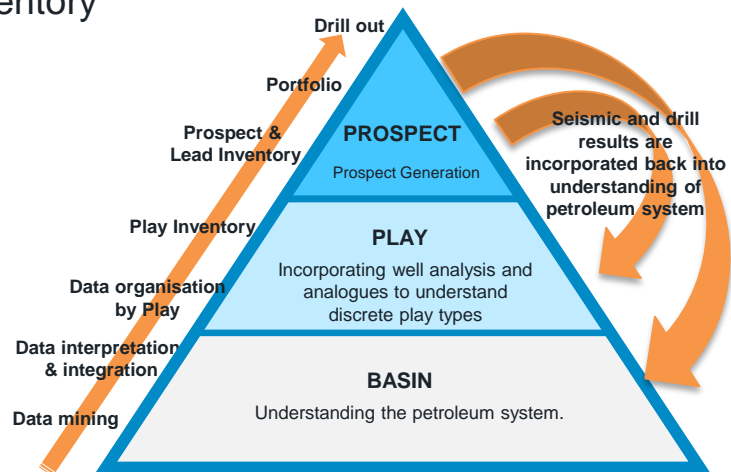 Drill out
Portfolio
Prospect &
Lead Inventory
Play Inventory
Data organisation
by Play
Data interpretation
& integration
Data mining
PROSPECT
Prospect Generation
PLAY
Incorporating well analysis and
analogues to understand
discrete play types
BASIN
Understanding the petroleum system.
Seismic and drill
results are
incorporated back into
understanding of
petroleum system